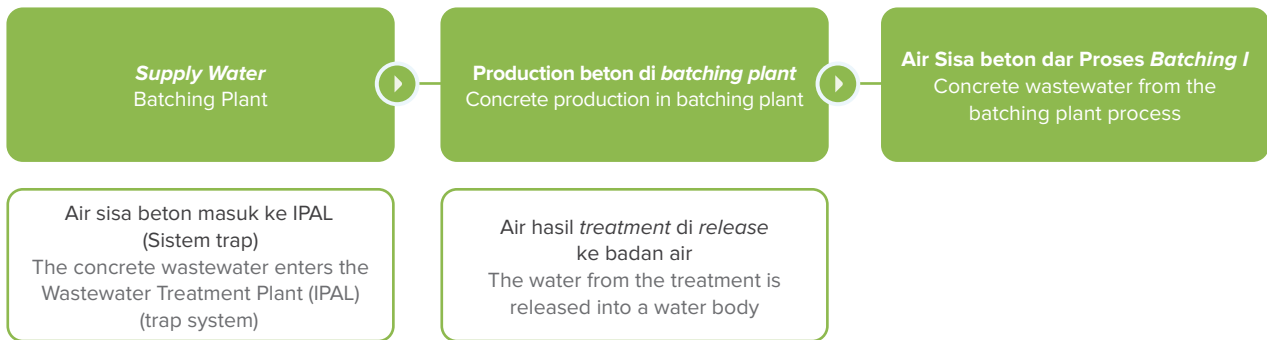 Supply Water
Batching Plant
Production beton di batching plant
Concrete production in batching plant
Air Sisa beton dar Proses Batching I
Concrete wastewater from the
batching plant process
Air sisa beton masuk ke IPAL
(Sistem trap)
The concrete wastewater enters the
Wastewater Treatment Plant (IPAL)
(trap system)
Air hasil treatment di release
ke badan air
The water from the treatment is
released into a water body